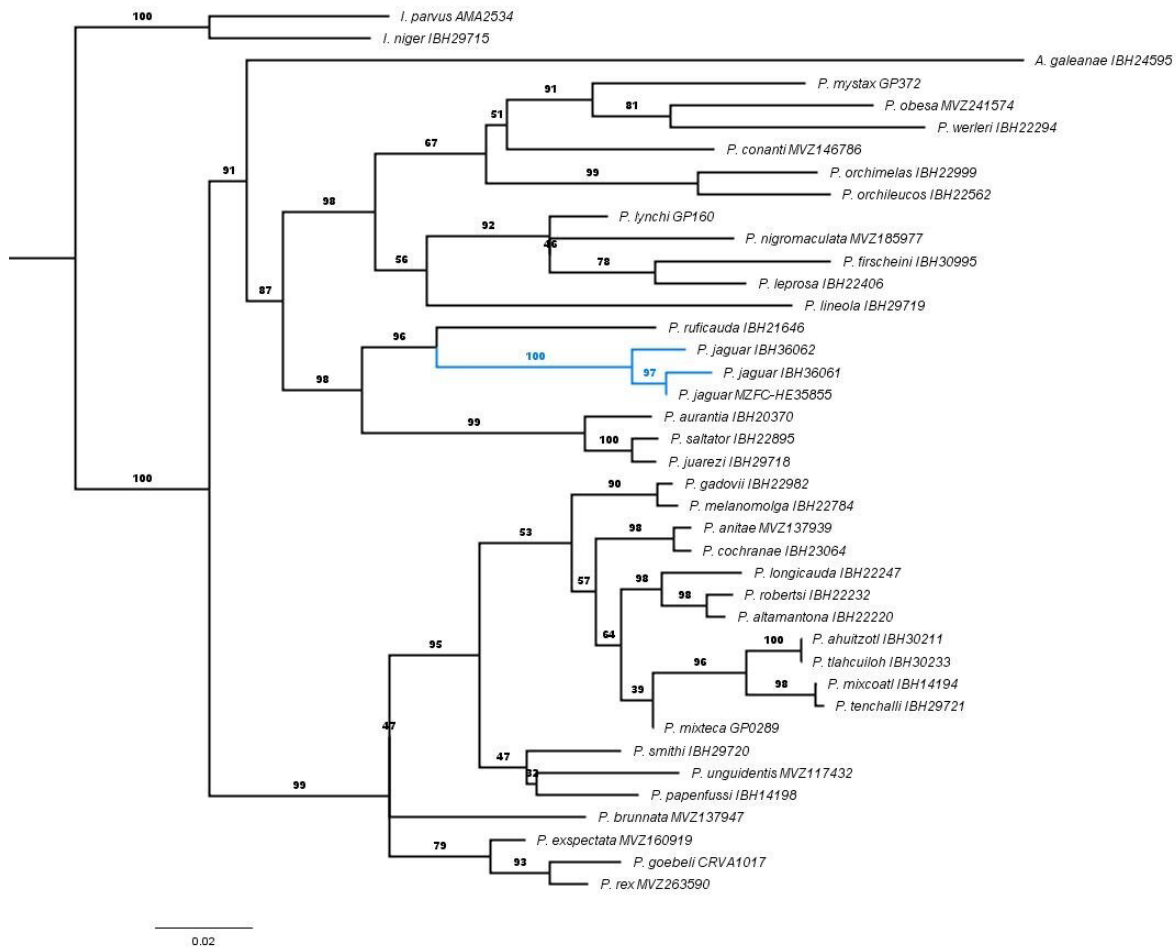 100
I. parvus AMA2534
I. niger IBH29715
A. galeanae IBH24595
P. mystax GP372
91
81
P. obesa MVZ241574
51
P. werleri IBH22294
67
P. conanti MVZ146786
91
P. orchimelas IBH22999
99
P. orchileucos IBH22562
98
P. lynchi GP160
92
P. nigromaculata MVZ185977
46
56
78
P. firscheini IBH30995
P. leprosa IBH22406
87
P. lineola IBH29719
P. ruficauda IBH21646
96
P. jaguar IBH36062
100
97
P. jaguar IBH36061
98
P. jaguar MZFC-HE35855
P. aurantia IBH20370
99
100
P. saltator IBH22895
P. juarezi IBH29718
100
90
P. gadovii IBH22982
P. melanomolga IBH22784
53
98
P. anitae MVZ137939
P. cochranae IBH23064
57
98
P. longicauda IBH22247
98
P. robertsi IBH22232
P. altamontona IBH22220
64
95
100
P. ahuitzotl IBH30211
96
P. tlahcuiloh IBH30233
39
98
P. mixcoatl IBH14194
P. tenchalli IBH29721
47
P. mixteca GP0289
47
P. smithi IBH29720
32
P. unguidentis MVZ117432
99
P. papenfussi IBH14198
P. brunnata MVZ137947
79
P. exspectata MVZ160919
93
P. goebeli CRVA1017
P. rex MVZ263590
0.02